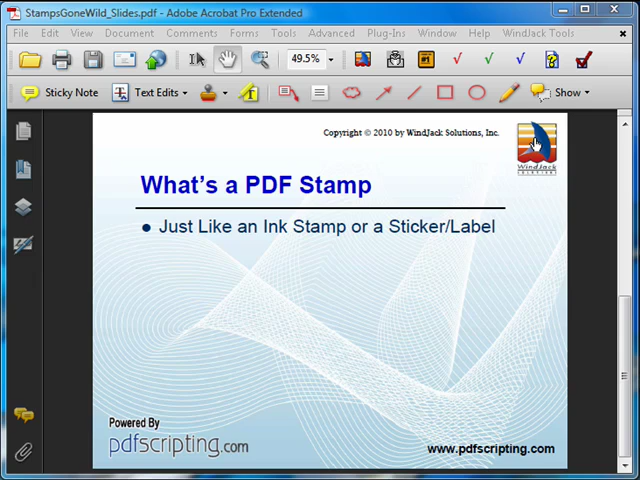 StampsGoneWild_Slides.pdf - Adobe Acrobat Pro Extended
File Edit View Document Comments Forms Tools Advanced Plug-Ins Window Help WindJack Tools
49.5%
Sticky Note Text Edits Show
Copyright © 2010 by WindJack Solutions, Inc.
WindJack
What's a PDF Stamp
● Just Like an Ink Stamp or a Sticker/Label
Powered By
pdfscripting.com
www.pdfscripting.com